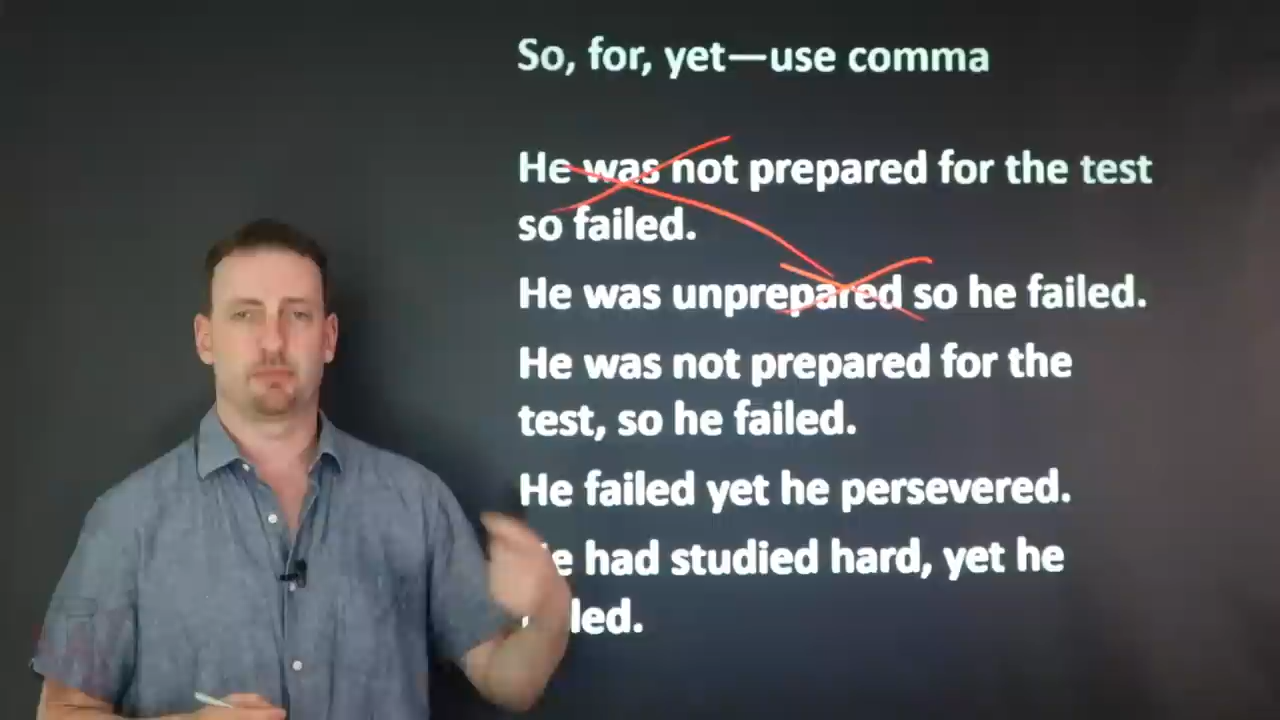 So, for, yet—use comma
He was not prepared for the test
so failed.
He was unprepared so he failed.
He was not prepared for the
test, so he failed.
He failed yet he persevered.
had studied hard, yet he